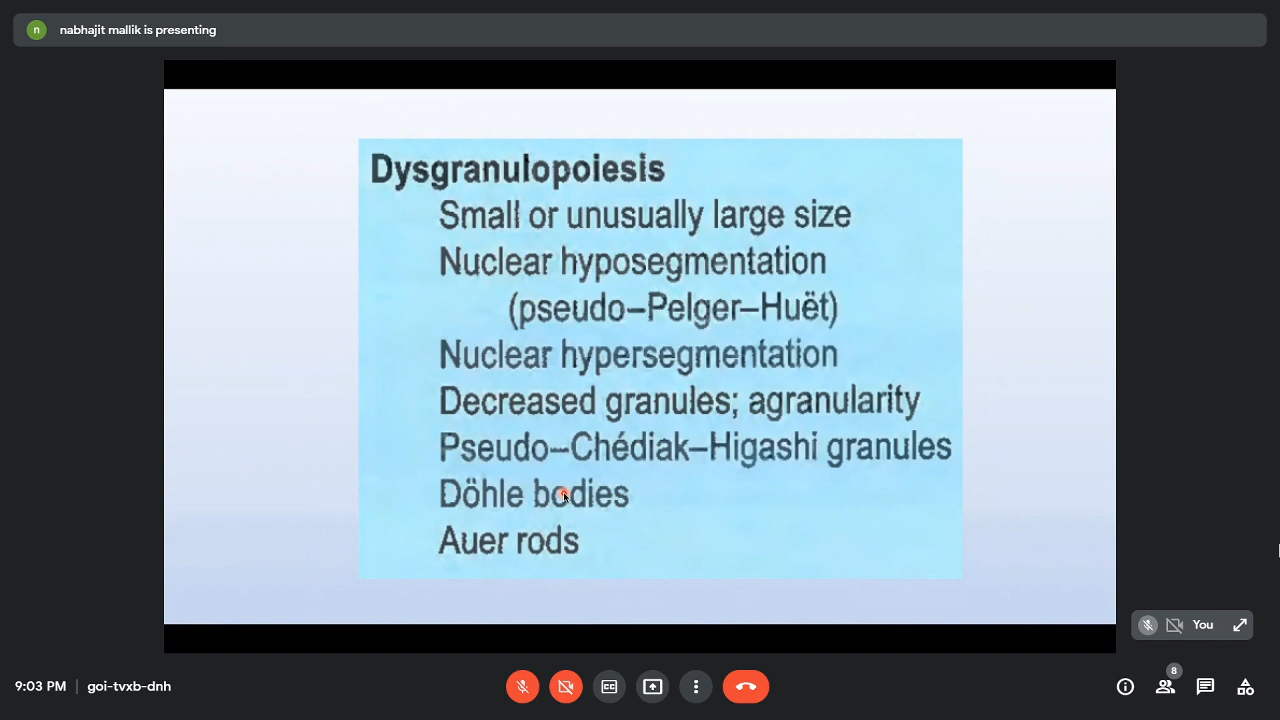 n
nabhajit mallik is presenting
Dysgranulopoiesis
Small or unusually large size
Nuclear hyposegmentation
(pseudo–Pelger–Huët)
Nuclear hypersegmentation
Decreased granules; agranularity
Pseudo–Chédiak–Higashi granules
Döhle bodies
Auer rods
You
8
9:03 PM | goi-tvxb-dnh